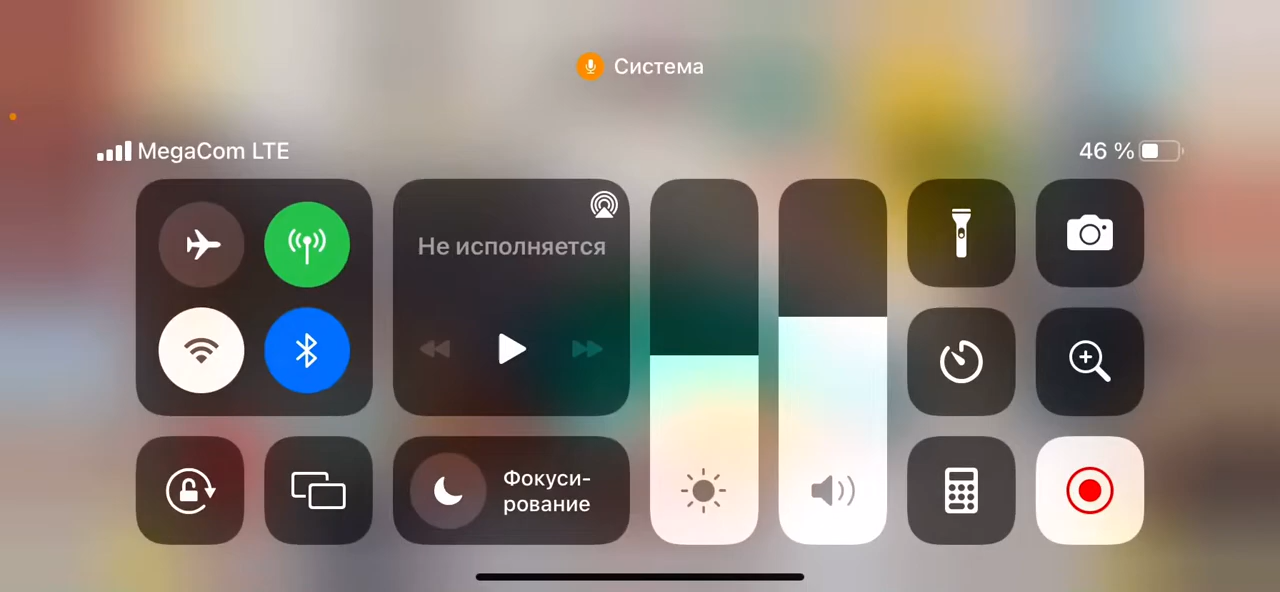 Система
MegaCom LTE
46 %
Не исполняется
Фокуси-
рование